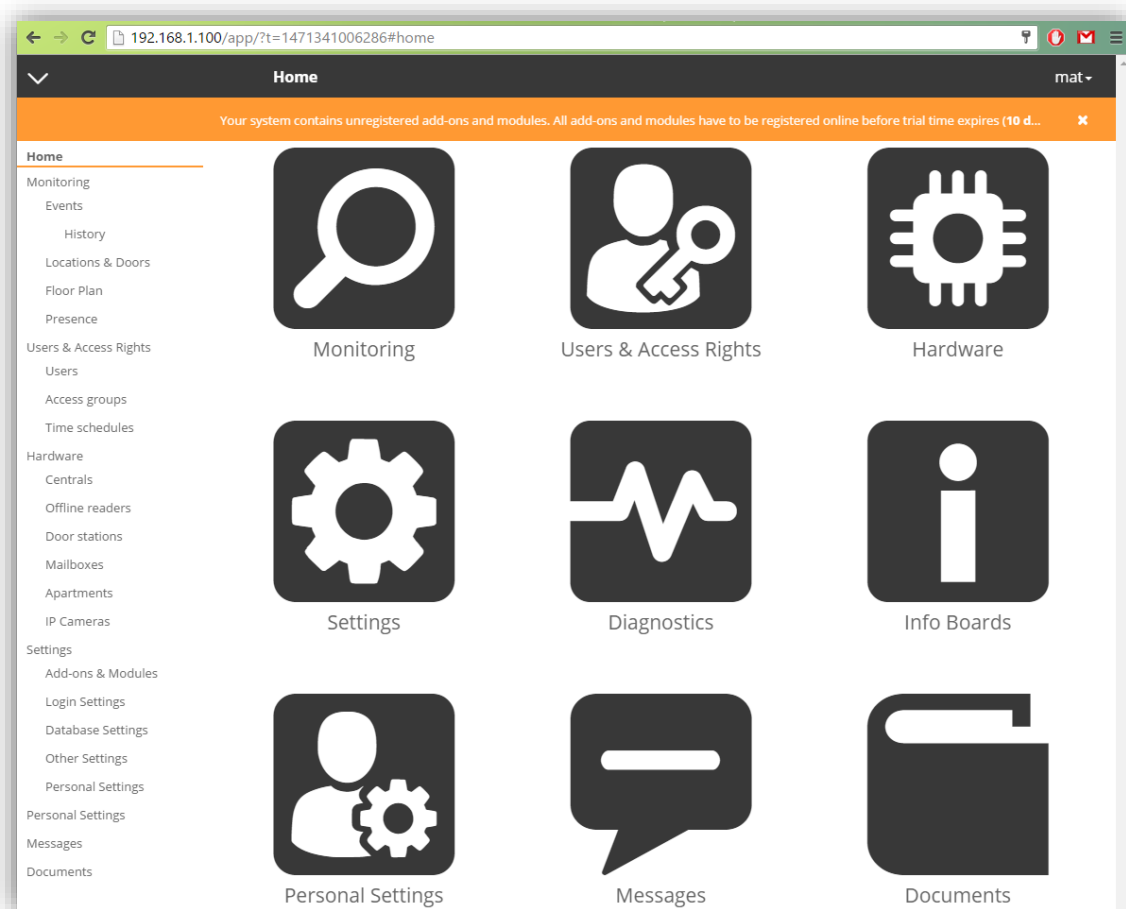 192.168.1.100/app/?t=1471341006286#home
Home
mat
Your system contains unregistered add-ons and modules. All add-ons and modules have to be registered online before trial time expires (10 d...
Home
Monitoring
Events
History
Locations & Doors
Floor Plan
Presence
Users & Access Rights
Users
Access groups
Time schedules
Hardware
Centrals
Offline readers
Door stations
Mailboxes
Apartments
IP Cameras
Settings
Add-ons & Modules
Login Settings
Database Settings
Other Settings
Personal Settings
Personal Settings
Messages
Documents
Monitoring
Users & Access Rights
Hardware
Settings
Diagnostics
Info Boards
Personal Settings
Messages
Documents